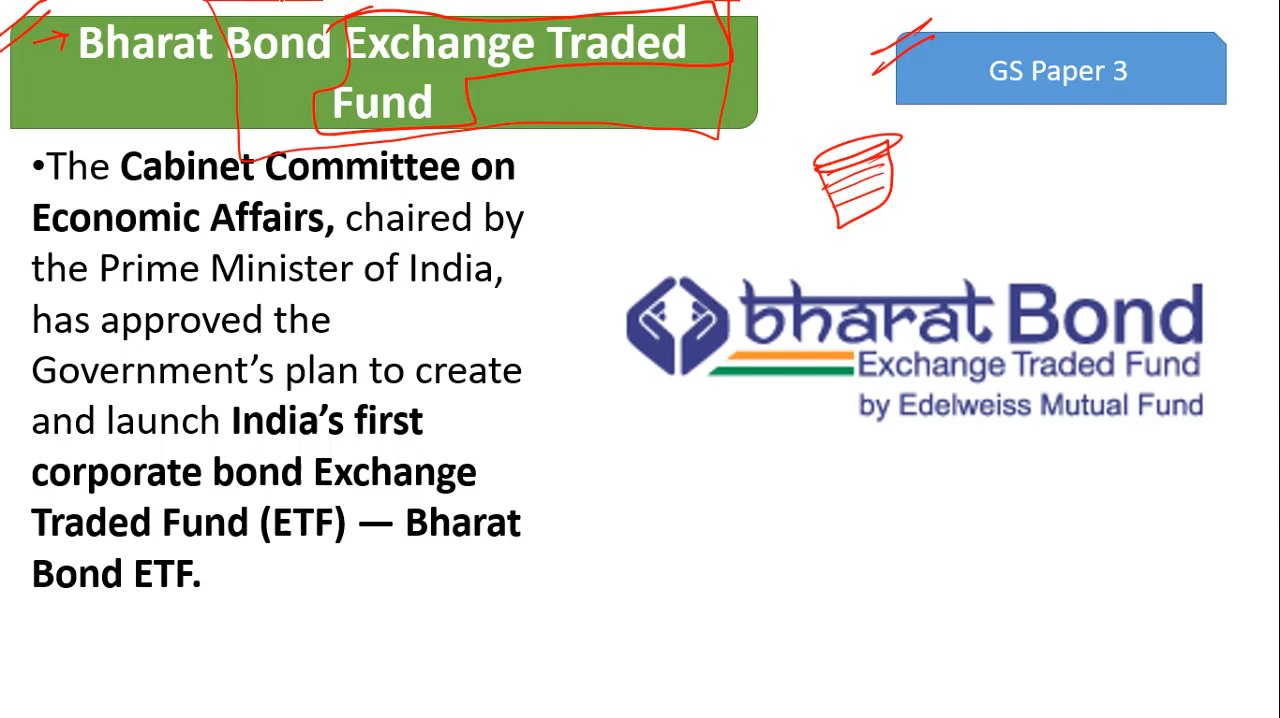 Bharat Bond Exchange Traded
Fund
GS Paper 3
•The Cabinet Committee on
Economic Affairs, chaired by
the Prime Minister of India,
has approved the
Government’s plan to create
and launch India’s first
corporate bond Exchange
Traded Fund (ETF) — Bharat
Bond ETF.
bharat Bond
Exchange Traded Fund
by Edelweiss Mutual Fund